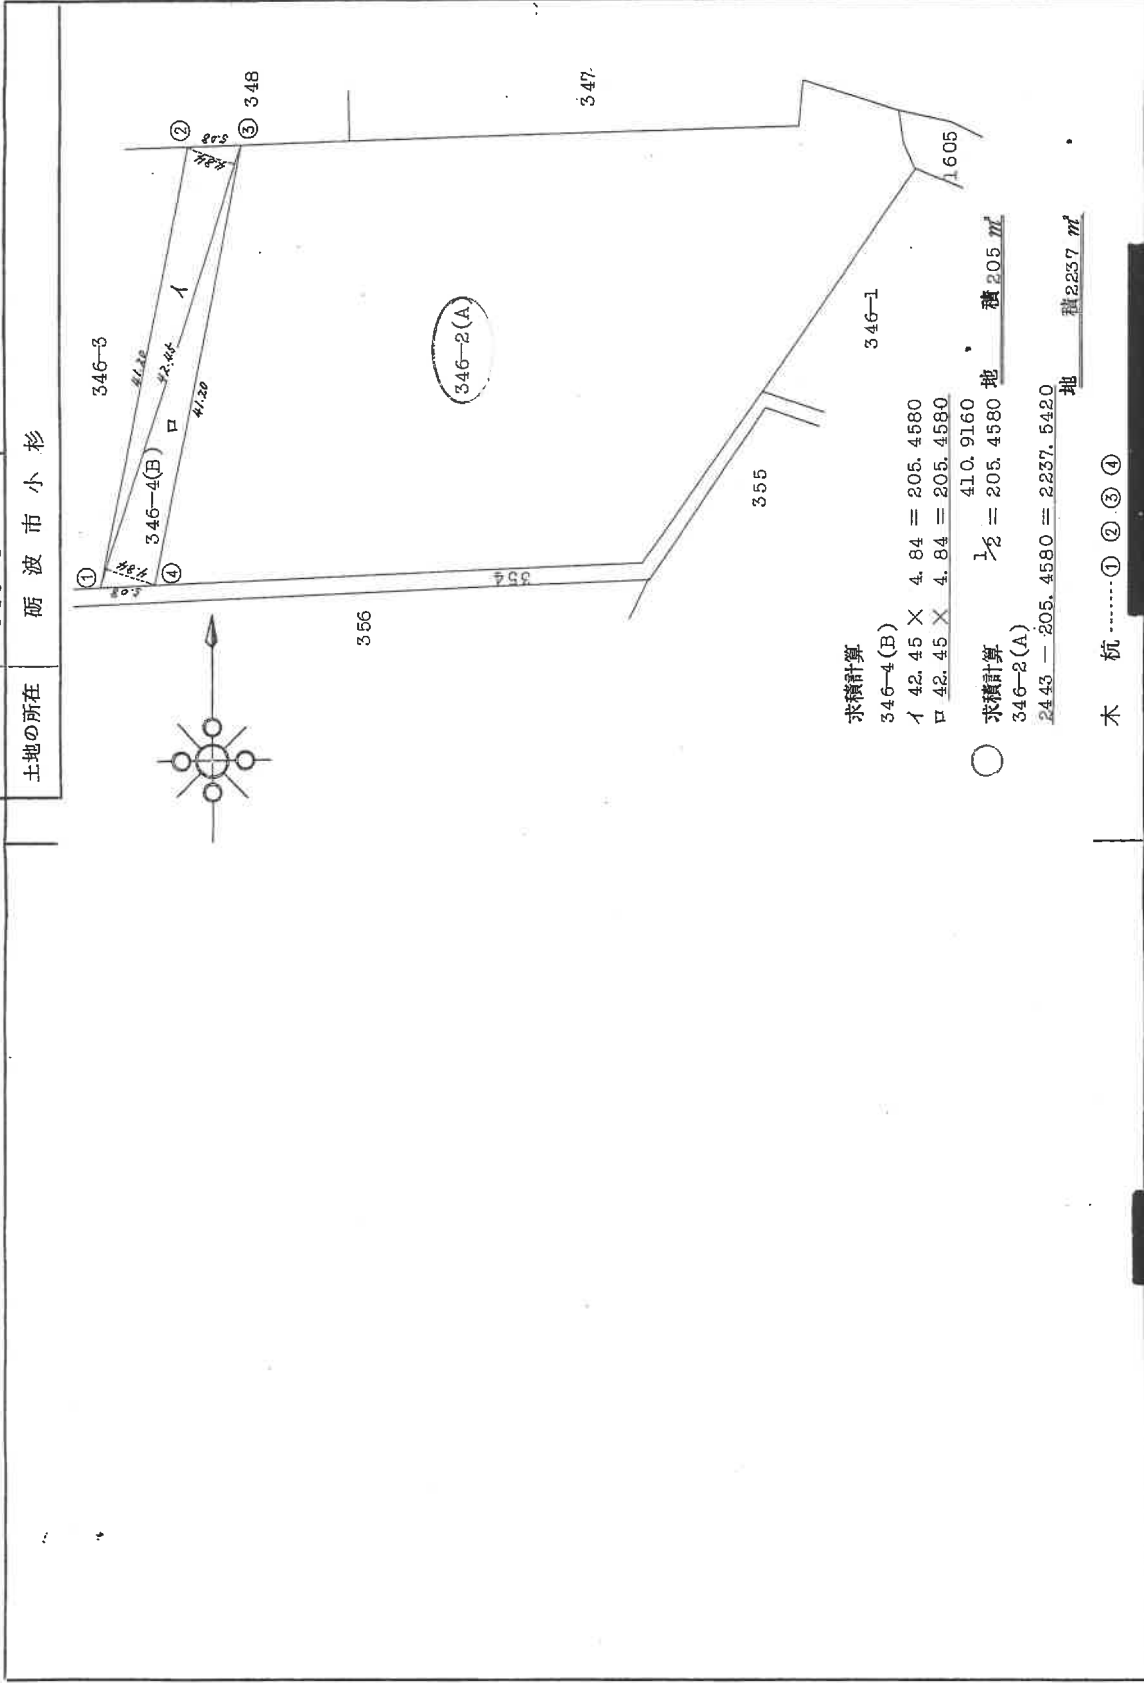 土地の所在
砺波市小杉
346-3
①
②
③
④
348
347
346-4(B)
イ
ロ
41.20
42.45
41.20
4.84
4.84
5.08
5.08
346-2(A)
354
356
355
346-1
1605
求積計算
346-4(B)
イ 42.45 × 4.84 = 205.4580
ロ 42.45 × 4.84 = 205.4580
410.9160
1/2 = 205.4580 地 積 205 ㎡
求積計算
346-2(A)
2443 - 205.4580 = 2237.5420
地 積 2237 ㎡
木 杭 ……… ① ② ③ ④